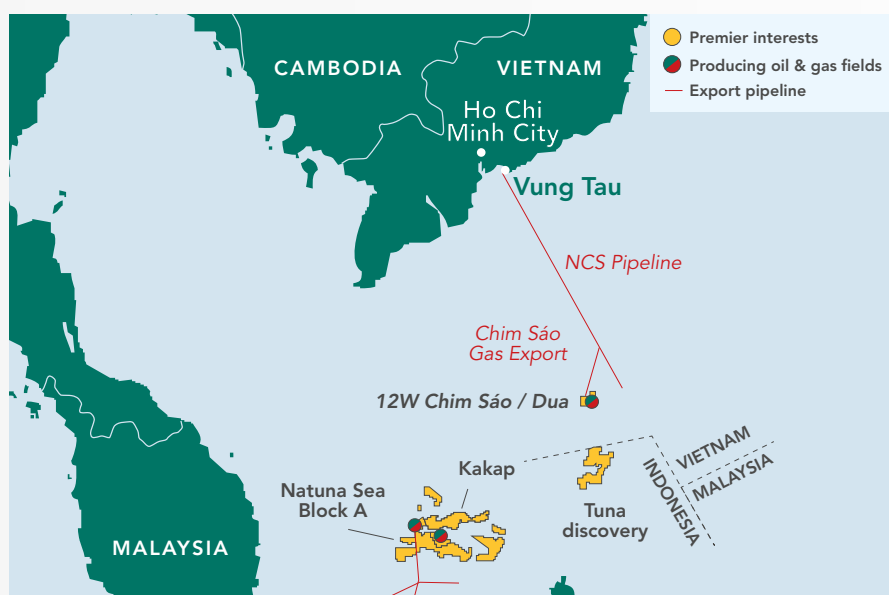 Premier interests
Producing oil & gas fields
Export pipeline
CAMBODIA
VIETNAM
Ho Chi
Minh City
Vung Tau
NCS Pipeline
Chim Sáo
Gas Export
12W Chim Sáo / Dua
VIETNAM
MALAYSIA
INDONESIA
Kakap
Natuna Sea
Block A
Tuna
discovery
MALAYSIA